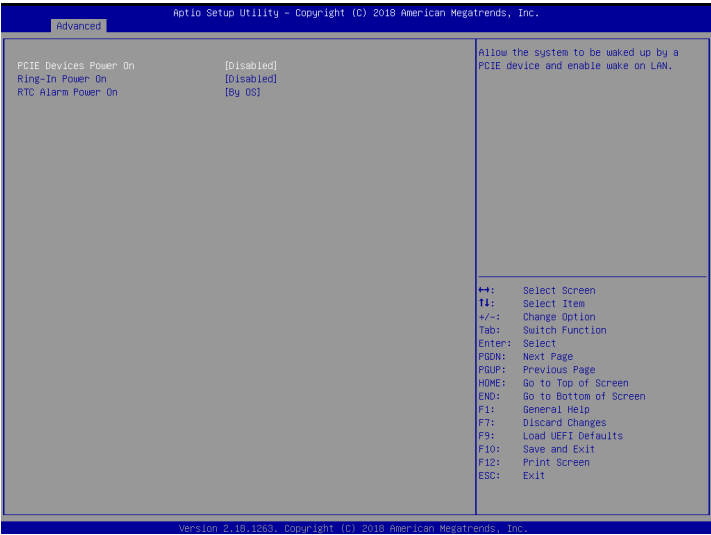 Aptio Setup Utility – Copyright (C) 2018 American Megatrends, Inc.
Advanced
PCIE Devices Power On [Disabled]
Ring-In Power On [Disabled]
RTC Alarm Power On [By OS]
Allow the system to be waked up by a
PCIE device and enable wake on LAN.
↔: Select Screen
↑↓: Select Item
+/-: Change Option
Tab: Switch Function
Enter: Select
PGDN: Next Page
PGUP: Previous Page
HOME: Go to Top of Screen
END: Go to Bottom of Screen
F1: General Help
F7: Discard Changes
F9: Load UEFI Defaults
F10: Save and Exit
F12: Print Screen
ESC: Exit
Version 2.18.1263. Copyright (C) 2018 American Megatrends, Inc.